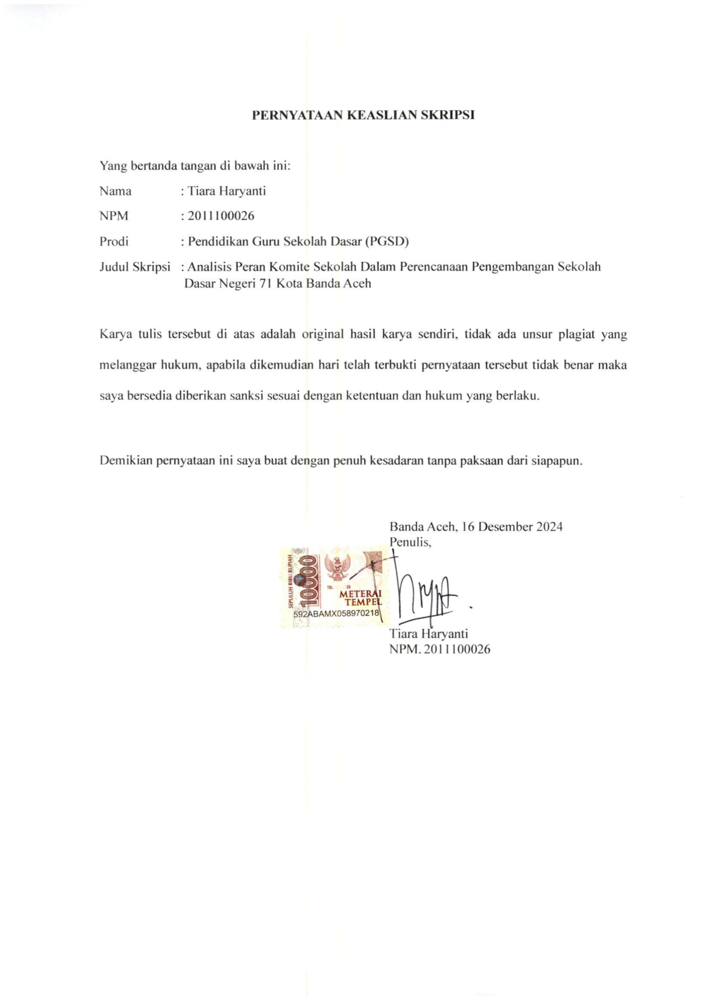 PERNYATAAN KEASLIAN SKRIPSI
Yang bertanda tangan di bawah ini:
Nama : Tiara Haryanti
NPM : 2011100026
Prodi : Pendidikan Guru Sekolah Dasar (PGSD)
Judul Skripsi : Analisis Peran Komite Sekolah Dalam Perencanaan Pengembangan Sekolah
Dasar Negeri 71 Kota Banda Aceh
Karya tulis tersebut di atas adalah original hasil karya sendiri, tidak ada unsur plagiat yang
melanggar hukum, apabila dikemudian hari telah terbukti pernyataan tersebut tidak benar maka
saya bersedia diberikan sanksi sesuai dengan ketentuan dan hukum yang berlaku.
Demikian pernyataan ini saya buat dengan penuh kesadaran tanpa paksaan dari siapapun.
Banda Aceh, 16 Desember 2024
Penulis,
SEPULUH RIBU RUPIAH
10000
TGL. 20
METERAI
TEMPEL
592ABAMX058970218
Tiara Haryanti
NPM. 2011100026